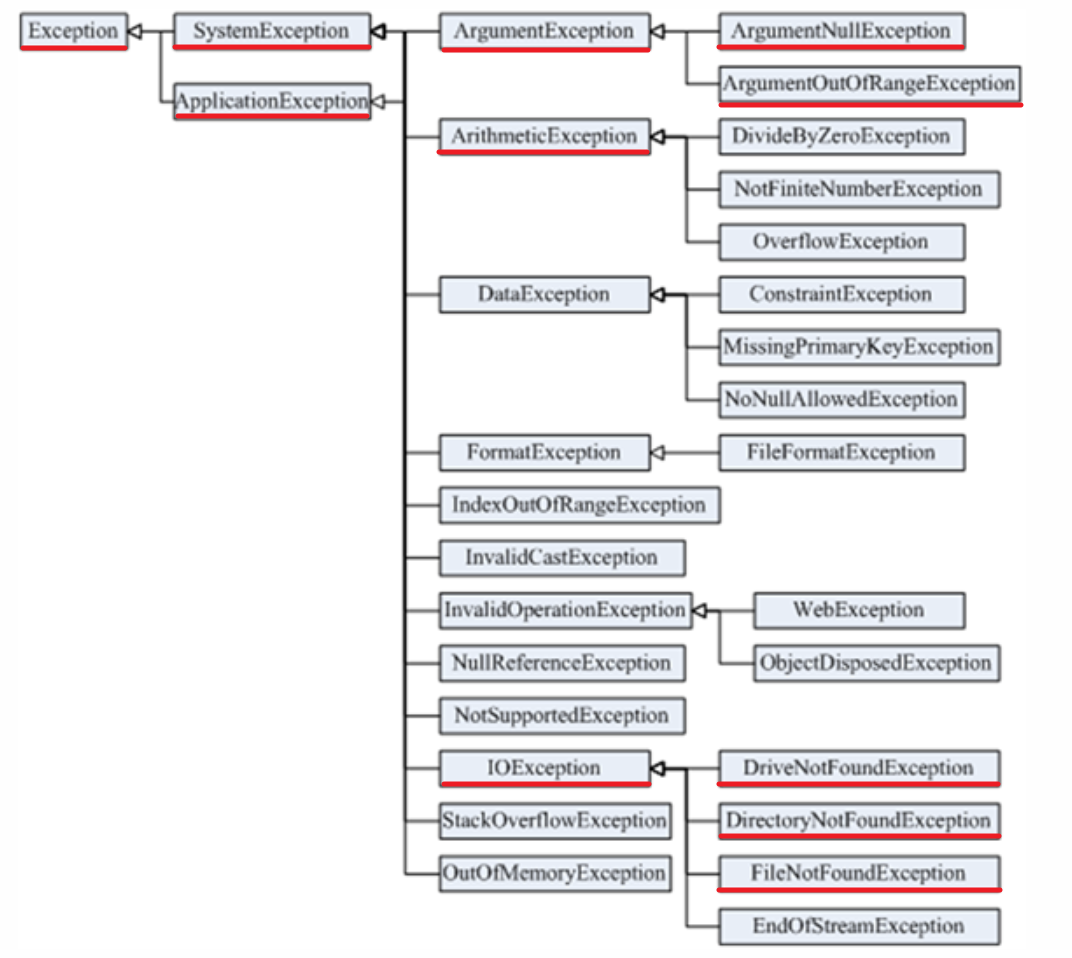 Exception
SystemException
ArgumentException
ArgumentNullException
ApplicationException
ArgumentOutOfRangeException
ArithmeticException
DivideByZeroException
NotFiniteNumberException
OverflowException
DataException
ConstraintException
MissingPrimaryKeyException
NoNullAllowedException
FormatException
FileFormatException
IndexOutOfRangeException
InvalidCastException
InvalidOperationException
WebException
NullReferenceException
ObjectDisposedException
NotSupportedException
IOException
DriveNotFoundException
StackOverflowException
DirectoryNotFoundException
OutOfMemoryException
FileNotFoundException
EndOfStreamException